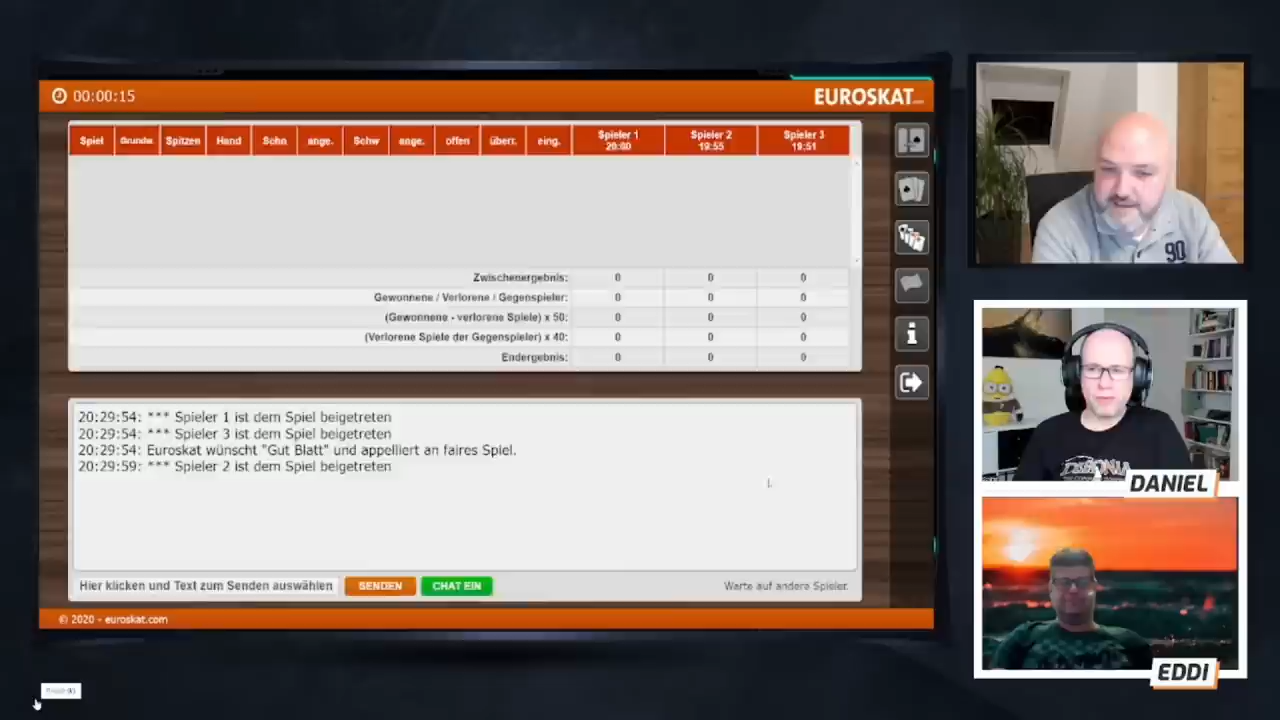 00:00:15
EUROSKAT.com
Spiel Grundw Spitzen Hand Schn ange. Schw ange. offen überr. eing. Spieler 1 Spieler 2 Spieler 3
20:00 19:55 19:51
Zwischenergebnis: 0 0 0
Gewonnene / Verlorene / Gegenspieler: 0 0 0
(Gewonnene - verlorene Spiele) x 50: 0 0 0
(Verlorene Spiele der Gegenspieler) x 40: 0 0 0
Endergebnis: 0 0 0
20:29:54: *** Spieler 1 ist dem Spiel beigetreten
20:29:54: *** Spieler 3 ist dem Spiel beigetreten
20:29:54: Euroskat wünscht "Gut Blatt" und appelliert an faires Spiel.
20:29:59: *** Spieler 2 ist dem Spiel beigetreten
Hier klicken und Text zum Senden auswählen SENDEN CHAT EIN Warte auf andere Spieler.
© 2020 - euroskat.com
90
DANIEL
EDDI